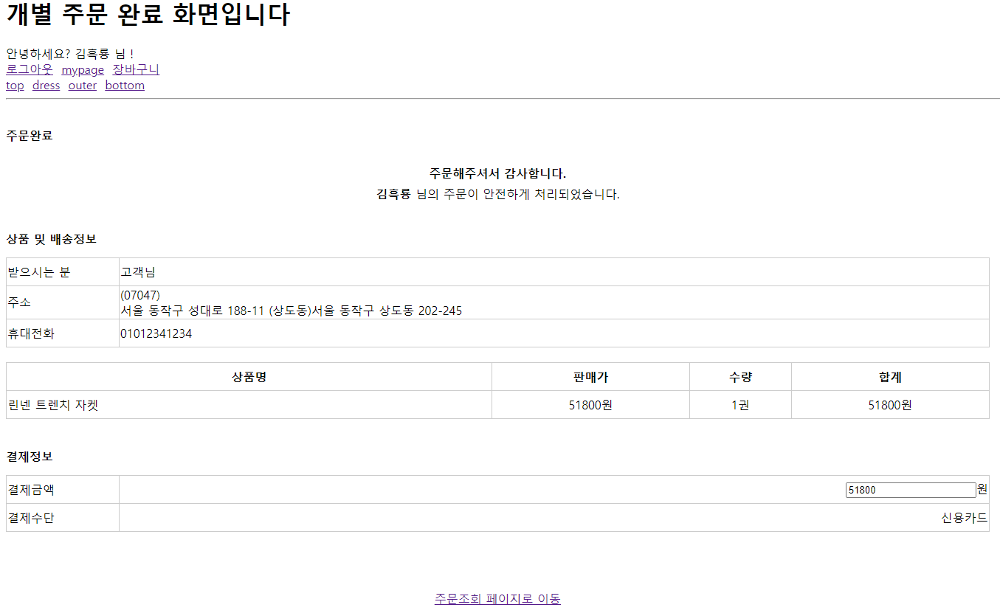 개별 주문 완료 화면입니다
안녕하세요? 김흑룡 님 !
로그아웃 mypage 장바구니
top dress outer bottom
주문완료
주문해주셔서 감사합니다.
김흑룡 님의 주문이 안전하게 처리되었습니다.
상품 및 배송정보
받으시는 분 고객님
주소 (07047)
서울 동작구 성대로 188-11 (상도동)서울 동작구 상도동 202-245
휴대전화 01012341234
상품명 판매가 수량 합계
린넨 트렌치 자켓 51800원 1권 51800원
결제정보
결제금액 51800원
결제수단 신용카드
주문조회 페이지로 이동